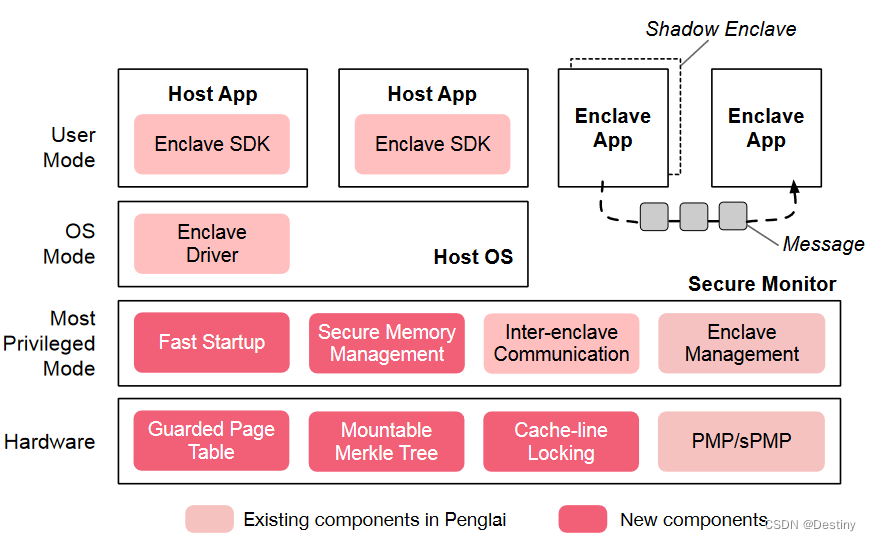 Shadow Enclave
User
Mode
Host App
Enclave SDK
Host App
Enclave SDK
Enclave
App
Enclave
App
OS
Mode
Enclave
Driver
Host OS
Message
Secure Monitor
Most
Privileged
Mode
Fast Startup
Secure Memory
Management
Inter-enclave
Communication
Enclave
Management
Hardware
Guarded Page
Table
Mountable
Merkle Tree
Cache-line
Locking
PMP/sPMP
Existing components in Penglai
New components
CSDN @Destiny